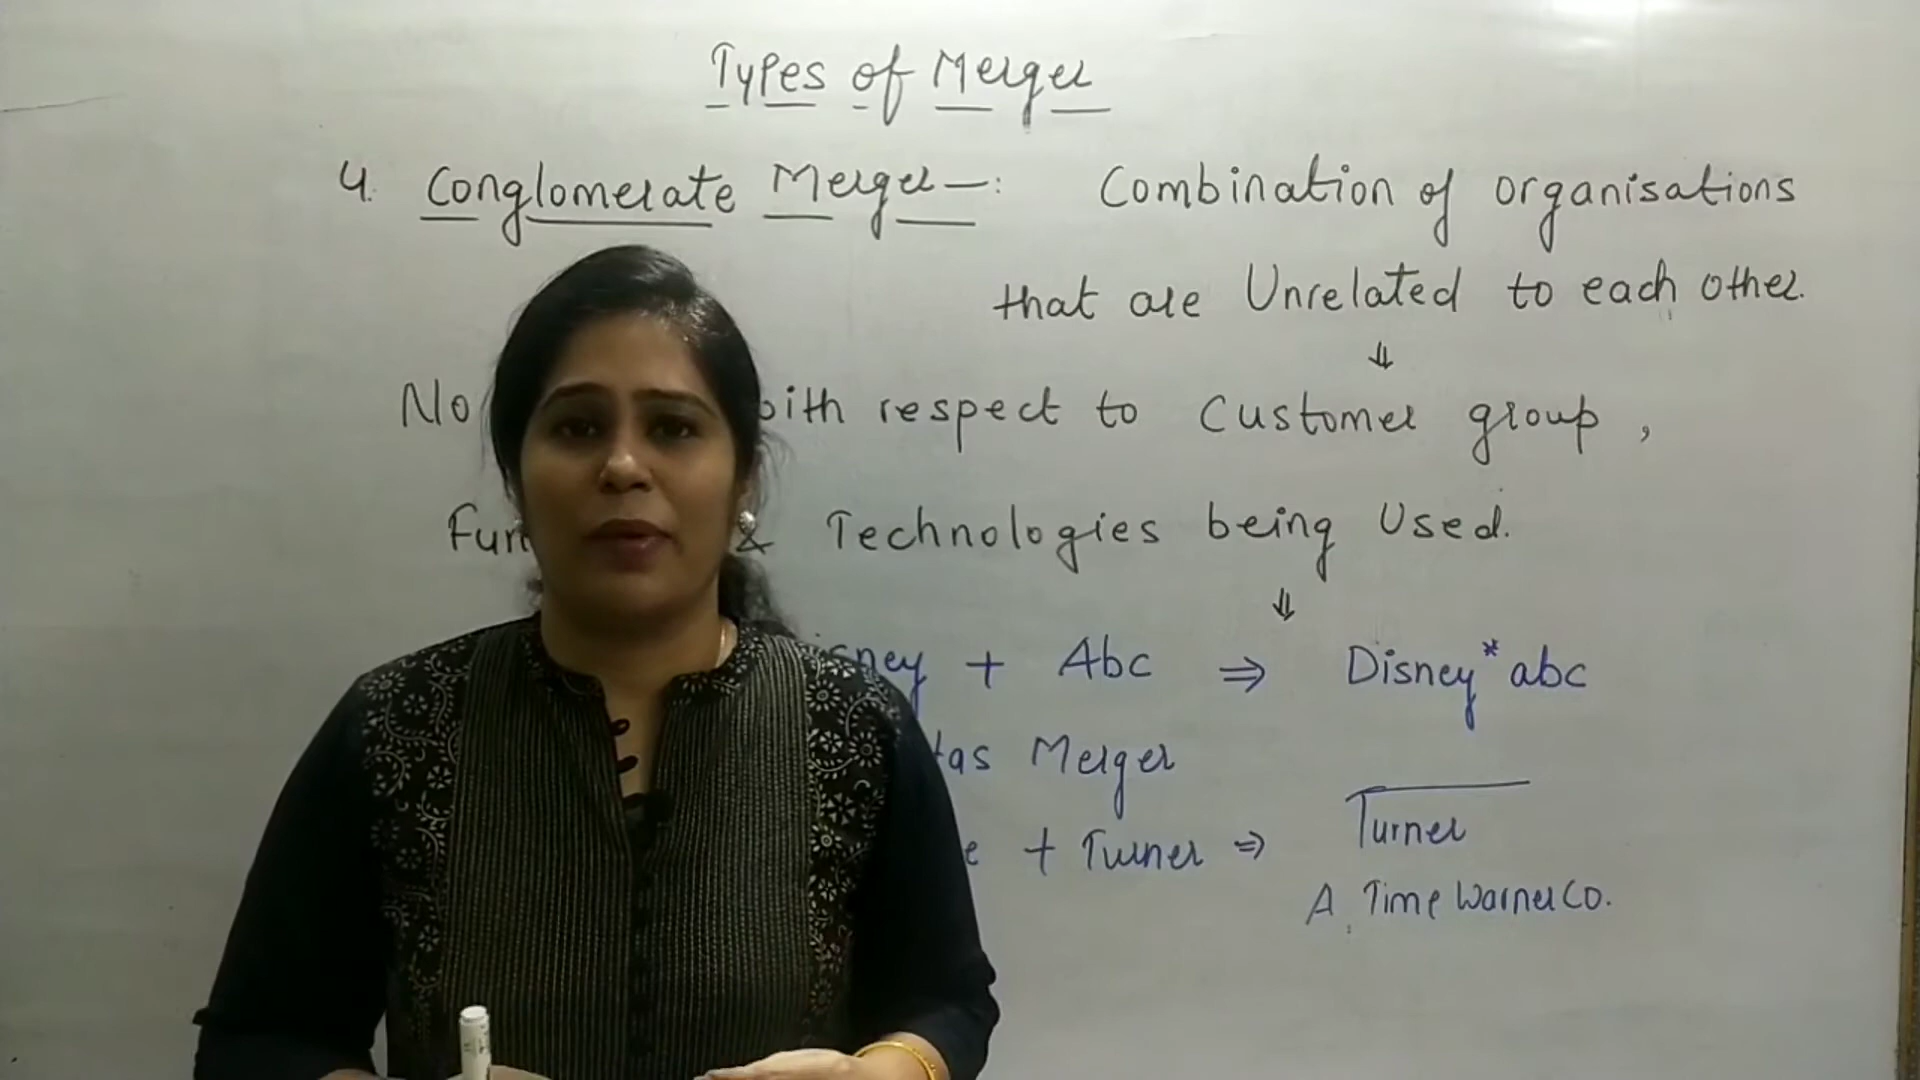 Types of Merger
4. Conglomerate Merger —: Combination of organisations
that are Unrelated to each other.
⇓
No with respect to Customer group,
& Technologies being Used.
⇓
+ Abc ⇒ Disney*abc
Merger
+ Turner ⇒ Turner
A Time Warner Co.